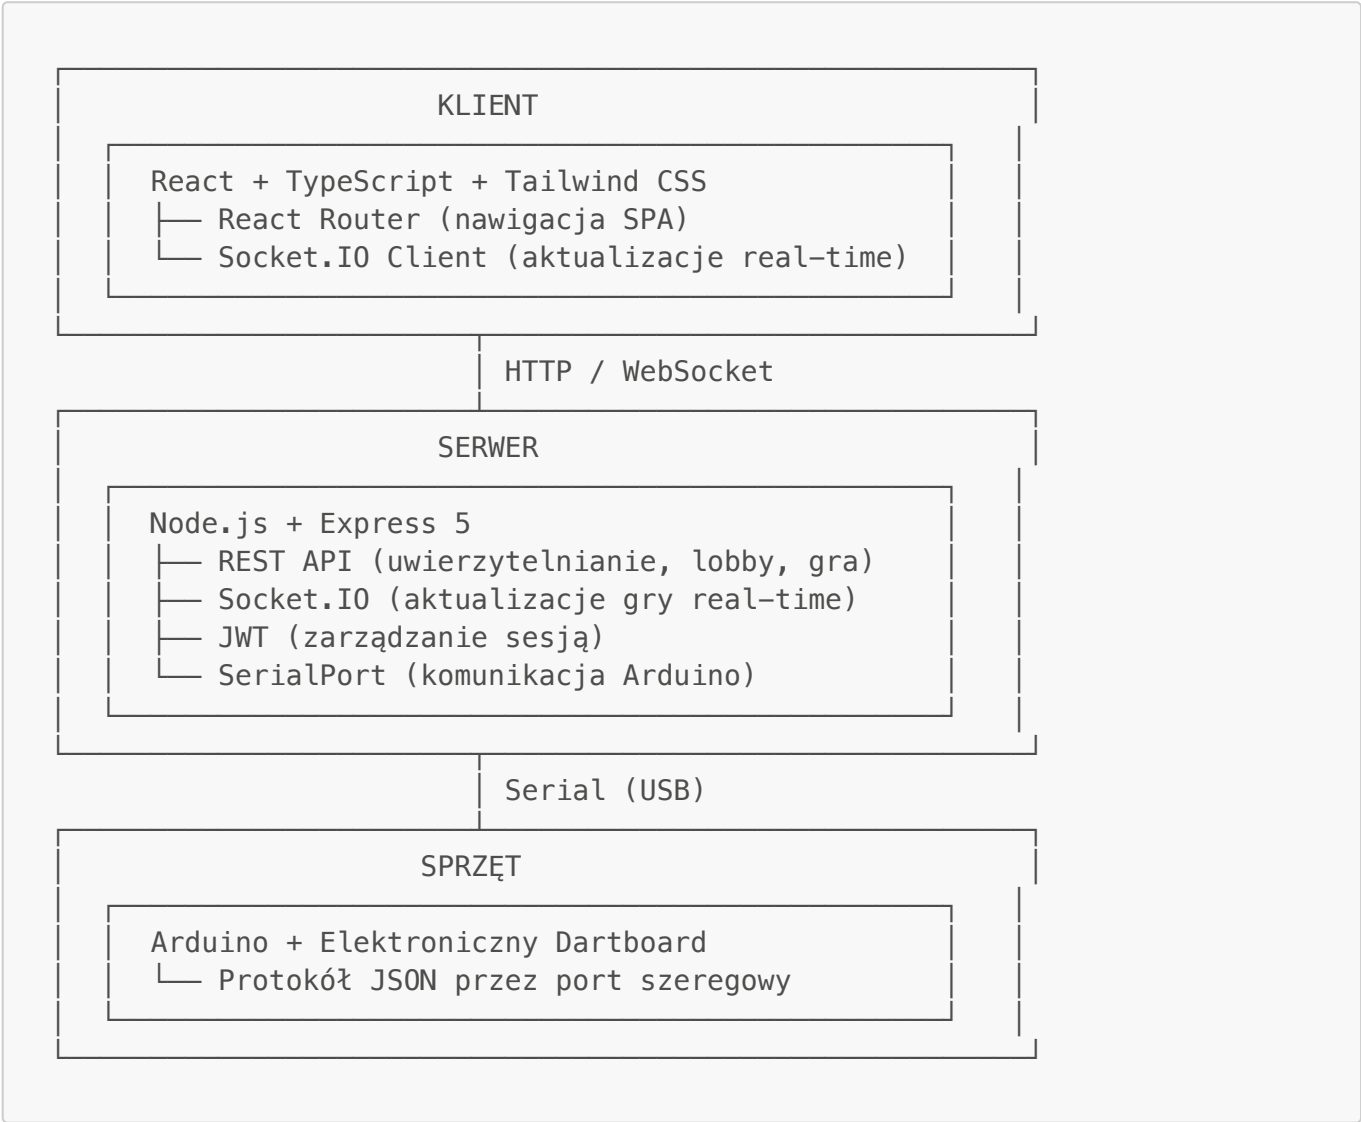 KLIENT
React + TypeScript + Tailwind CSS
├── React Router (nawigacja SPA)
└── Socket.IO Client (aktualizacje real-time)
HTTP / WebSocket
SERWER
Node.js + Express 5
├── REST API (uwierzytelnianie, lobby, gra)
├── Socket.IO (aktualizacje gry real-time)
├── JWT (zarządzanie sesją)
└── SerialPort (komunikacja Arduino)
Serial (USB)
SPRZĘT
Arduino + Elektroniczny Dartboard
└── Protokół JSON przez port szeregowy